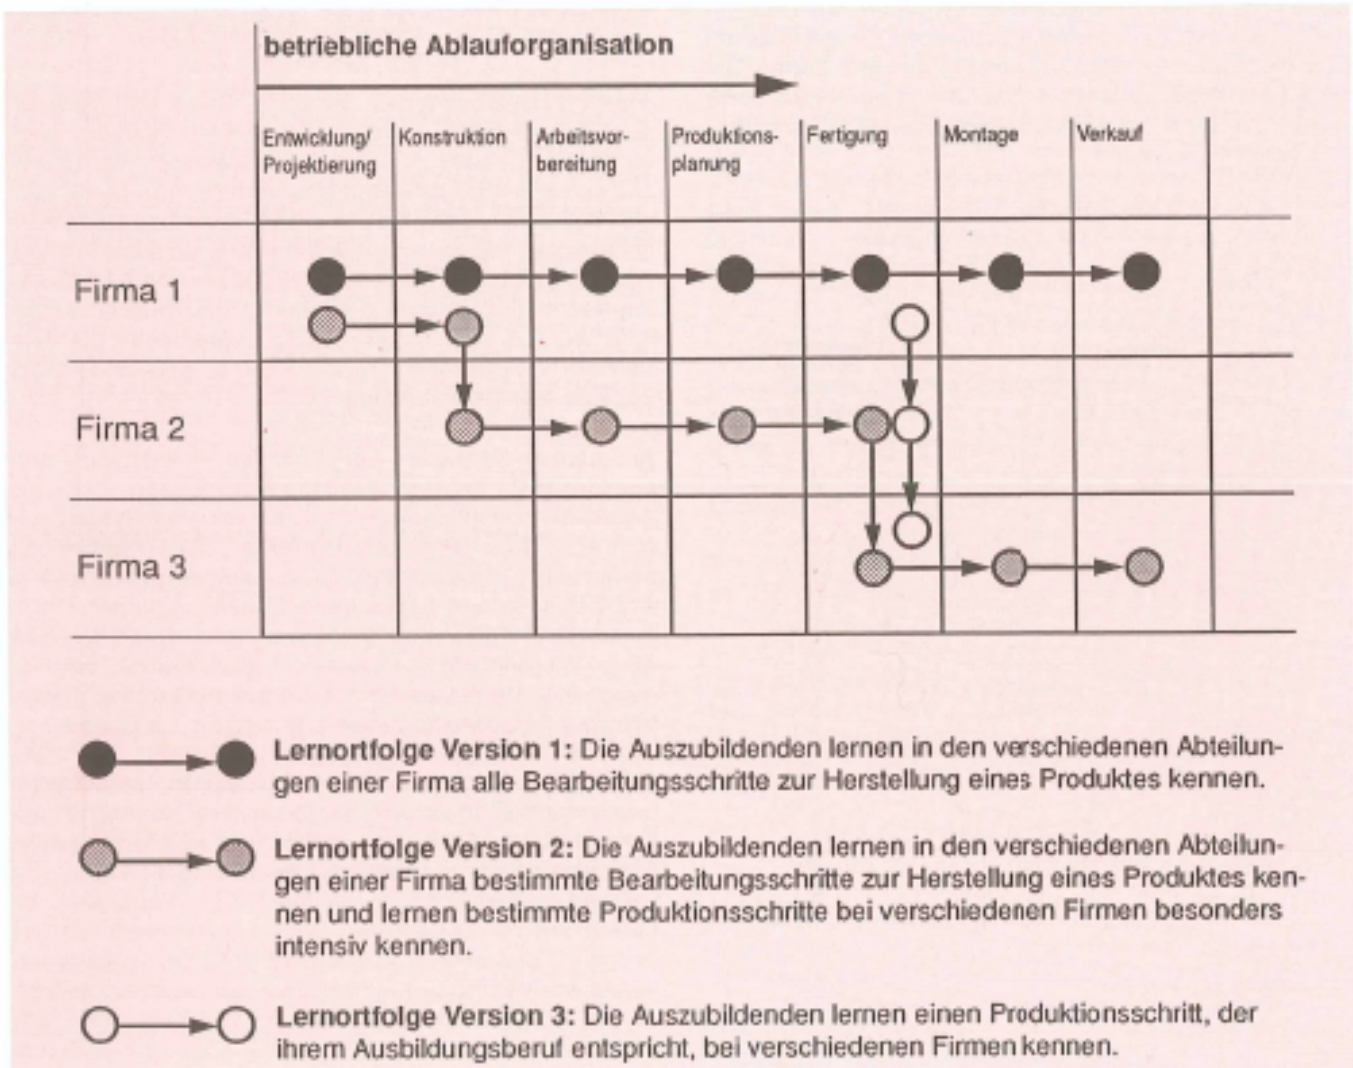 betriebliche Ablauforganisation
Entwicklung/
Projektierung
Konstruktion
Arbeitsvor-
bereitung
Produktions-
planung
Fertigung
Montage
Verkauf
Firma 1
Firma 2
Firma 3
Lernortfolge Version 1: Die Auszubildenden lernen in den verschiedenen Abteilun-
gen einer Firma alle Bearbeitungsschritte zur Herstellung eines Produktes kennen.
Lernortfolge Version 2: Die Auszubildenden lernen in den verschiedenen Abteilun-
gen einer Firma bestimmte Bearbeitungsschritte zur Herstellung eines Produktes ken-
nen und lernen bestimmte Produktionsschritte bei verschiedenen Firmen besonders
intensiv kennen.
Lernortfolge Version 3: Die Auszubildenden lernen einen Produktionsschritt, der
ihrem Ausbildungsberuf entspricht, bei verschiedenen Firmen kennen.